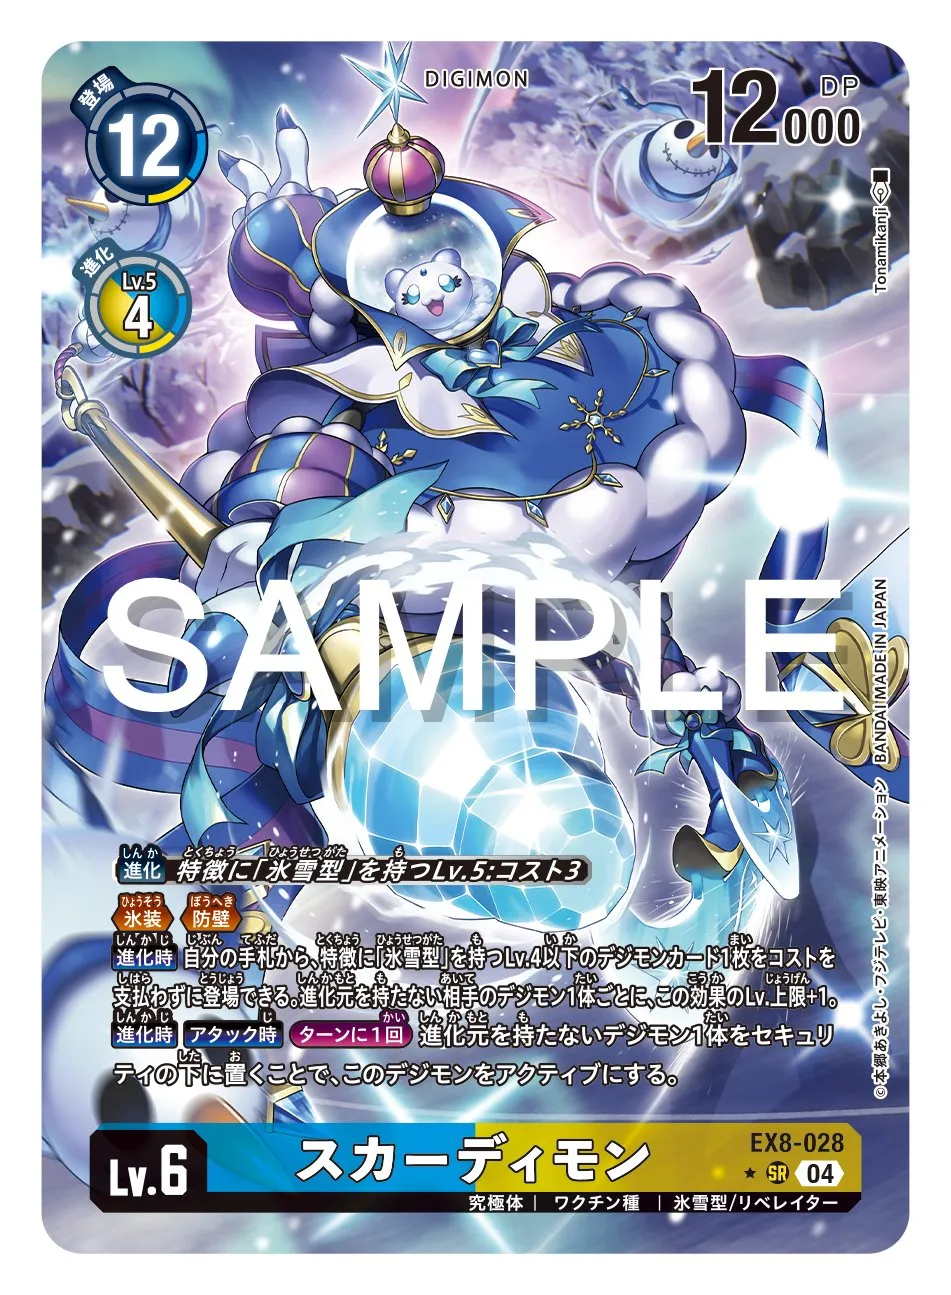 DIGIMON
登場
12
12000
DP
進化
Lv.5
4
Tonamikanji
SAMPLE
BANDAI MADE IN JAPAN
©本郷あきよし・フジテレビ・東映アニメーション
進化 特徴に「氷雪型」を持つLv.5:コスト3
氷装 防壁
進化時 自分の手札から、特徴に「氷雪型」を持つLv.4以下のデジモンカード1枚をコストを
支払わずに登場できる。進化元を持たない相手のデジモン1体ごとに、この効果のLv.上限+1。
進化時 アタック時 ターンに1回 進化元を持たないデジモン1体をセキュリ
ティの下に置くことで、このデジモンをアクティブにする。
Lv.6
スカーディモン
EX8-028
SR 04
究極体 | ワクチン種 | 氷雪型/リベレイター